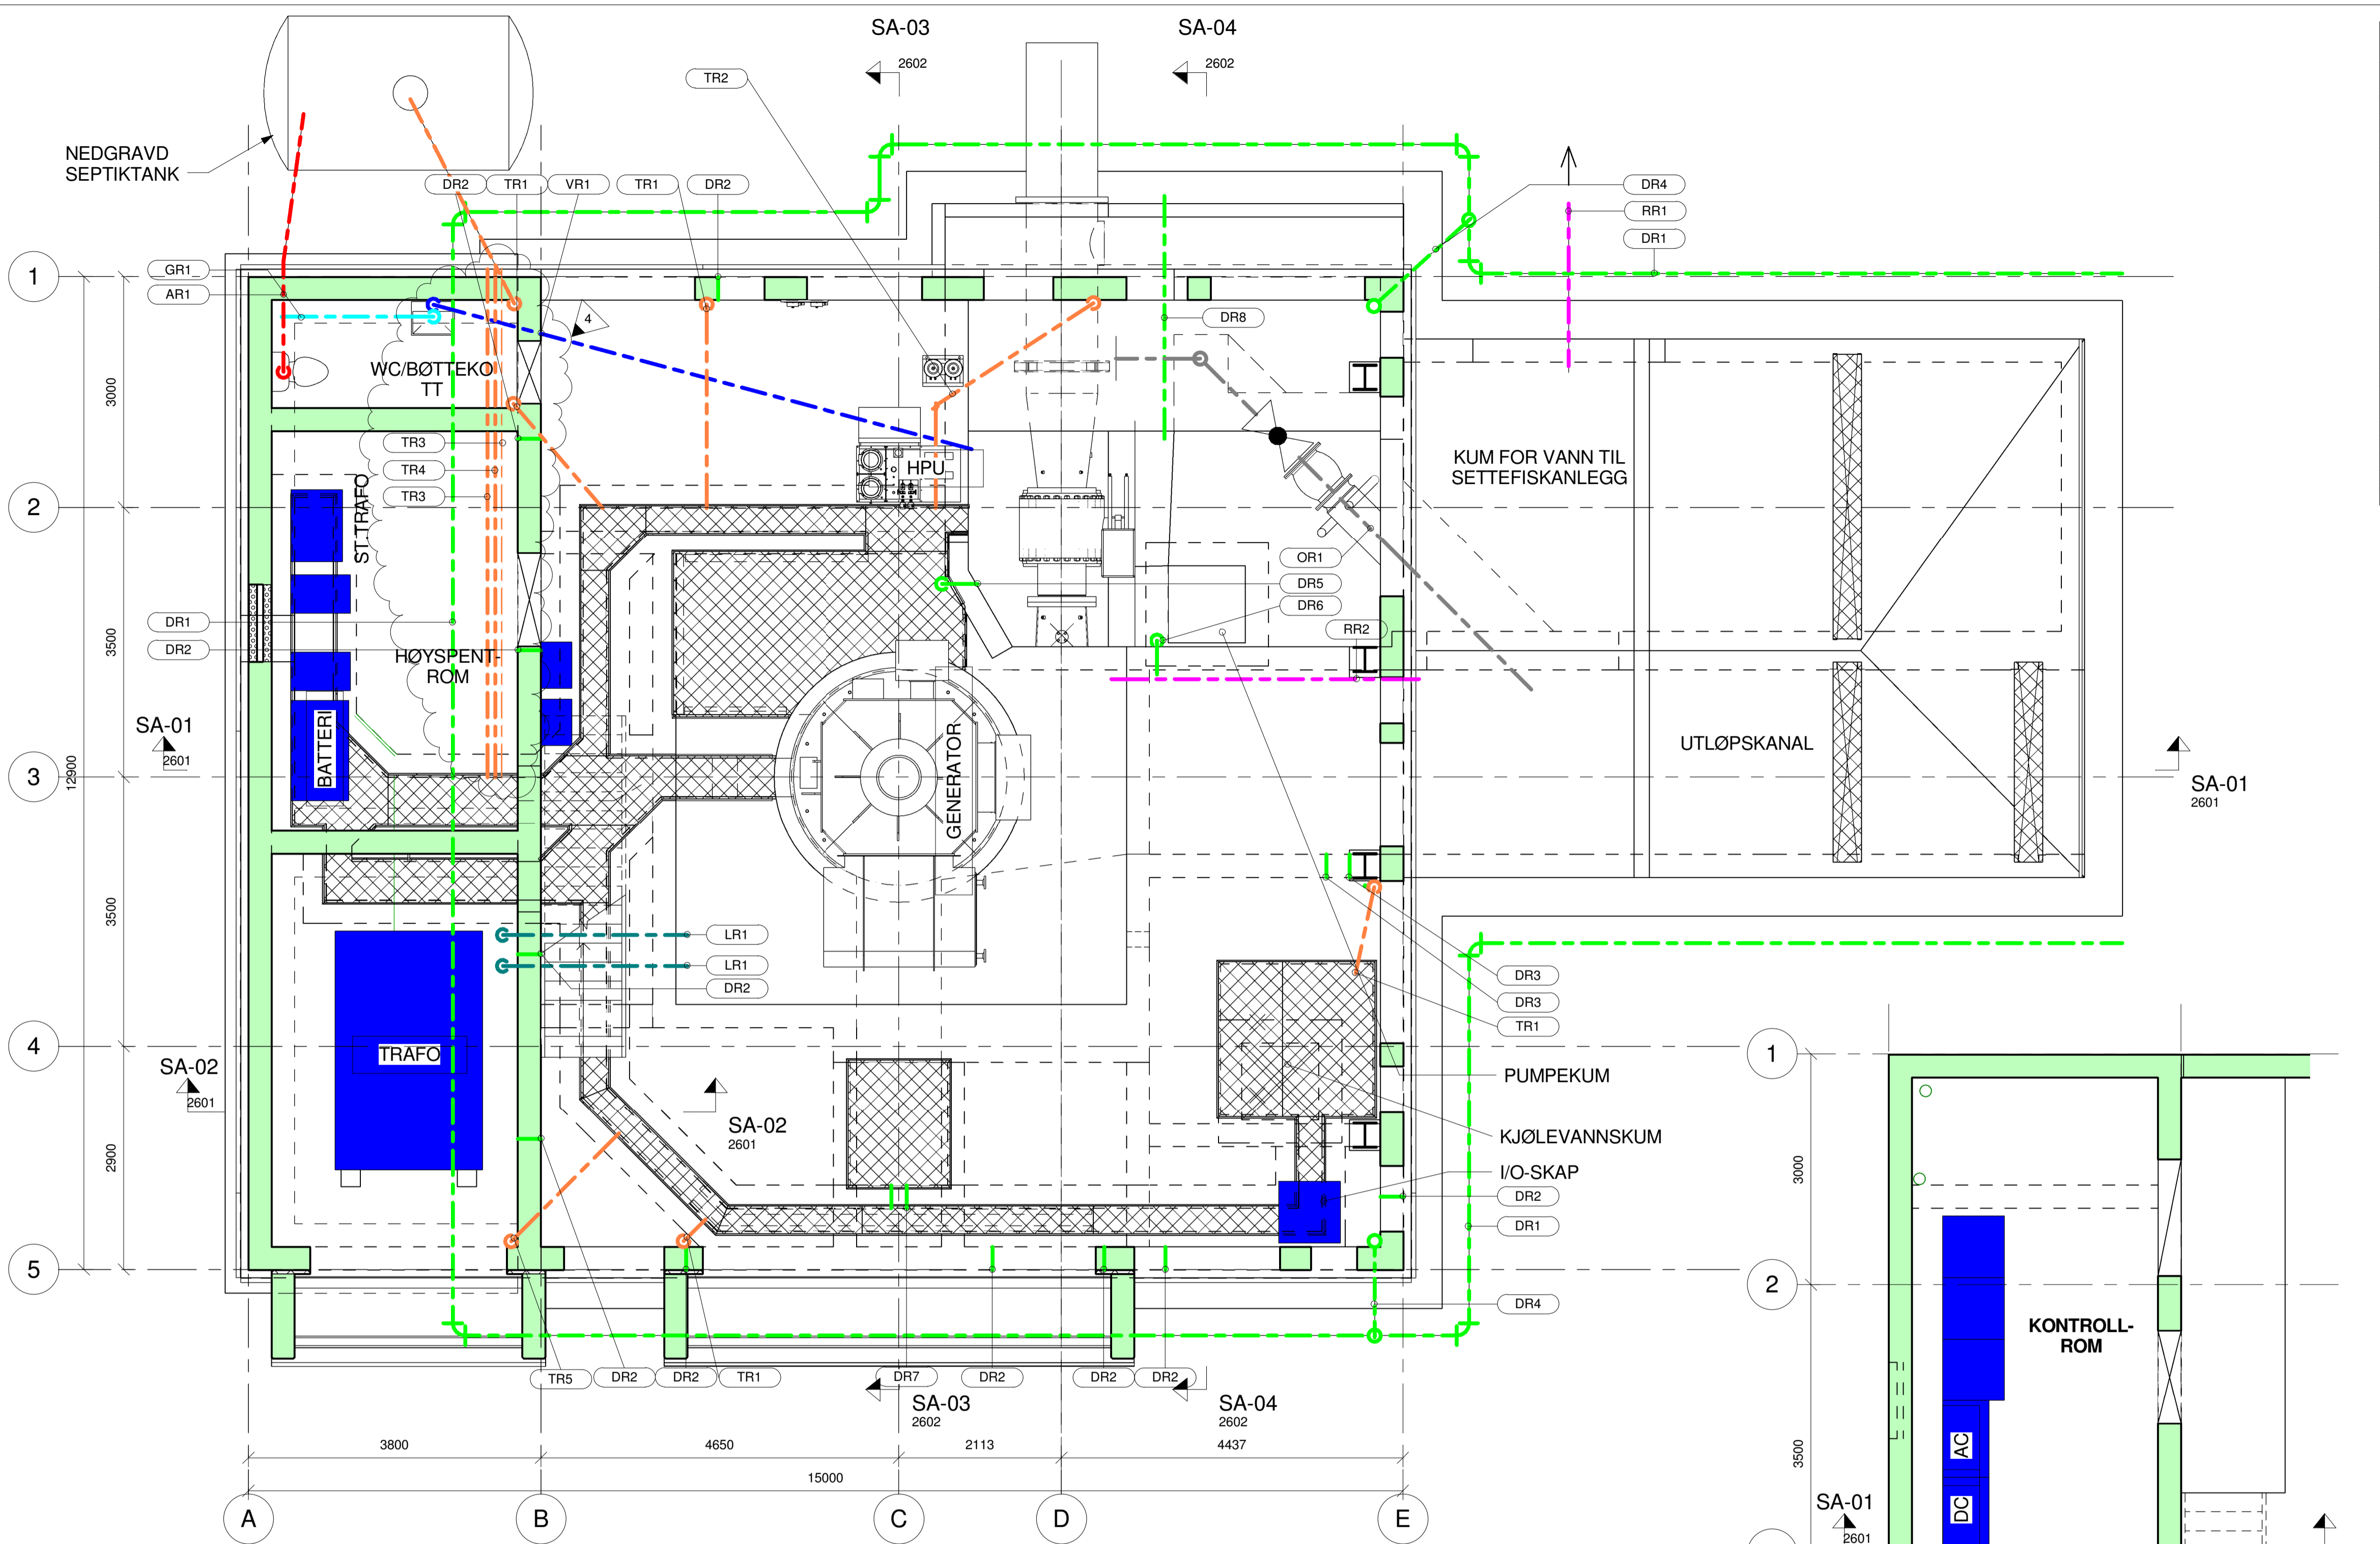 SA-03
2602
SA-04
2602
TR2
NEDGRAVD
SEPTIKTANK
DR2
TR1
VR1
TR1
DR2
DR4
RR1
DR1
1
GR1
AR1
4
DR8
WC/BØTTEKO
TT
3000
TR3
TR4
TR3
HPU
KUM FOR VANN TIL
SETTEFISKANLEGG
2
ST.TRAFO
OR1
DR5
DR6
RR2
DR1
DR2
3500
HØYSPENT-
ROM
SA-01
2601
BATTERI
GENERATOR
UTLØPSKANAL
3
12900
SA-01
2601
3500
LR1
LR1
DR2
DR3
DR3
TR1
4
TRAFO
SA-02
2601
SA-02
2601
PUMPEKUM
KJØLEVANNSKUM
I/O-SKAP
2900
DR2
DR1
5
DR4
TR5
DR2
DR2
TR1
DR7
DR2
DR2
DR2
SA-03
2602
SA-04
2602
3800
4650
2113
4437
15000
A
B
C
D
E
1
3000
2
KONTROLL-
ROM
3500
AC
DC
SA-01
2601